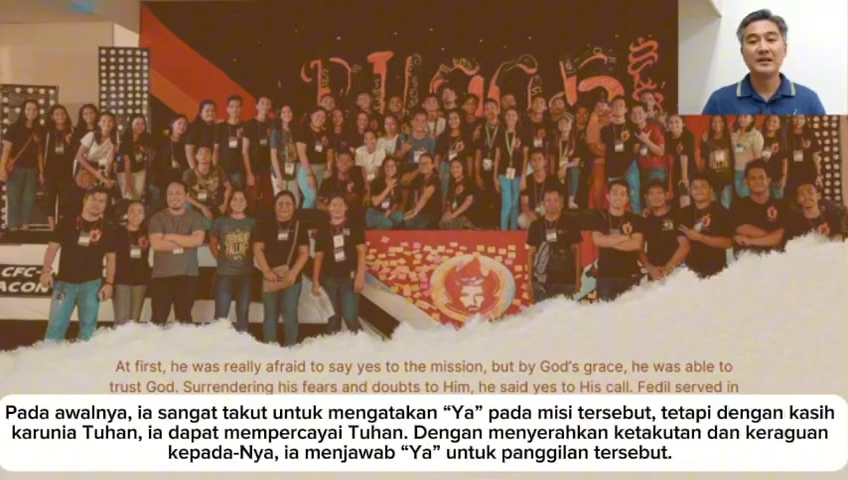 CFC-
ACON
At first, he was really afraid to say yes to the mission, but by God's grace, he was able to
trust God. Surrendering his fears and doubts to Him, he said yes to His call. Fedil served in
Pada awalnya, ia sangat takut untuk mengatakan “Ya” pada misi tersebut, tetapi dengan kasih
karunia Tuhan, ia dapat mempercayai Tuhan. Dengan menyerahkan ketakutan dan keraguan
kepada-Nya, ia menjawab “Ya” untuk panggilan tersebut.